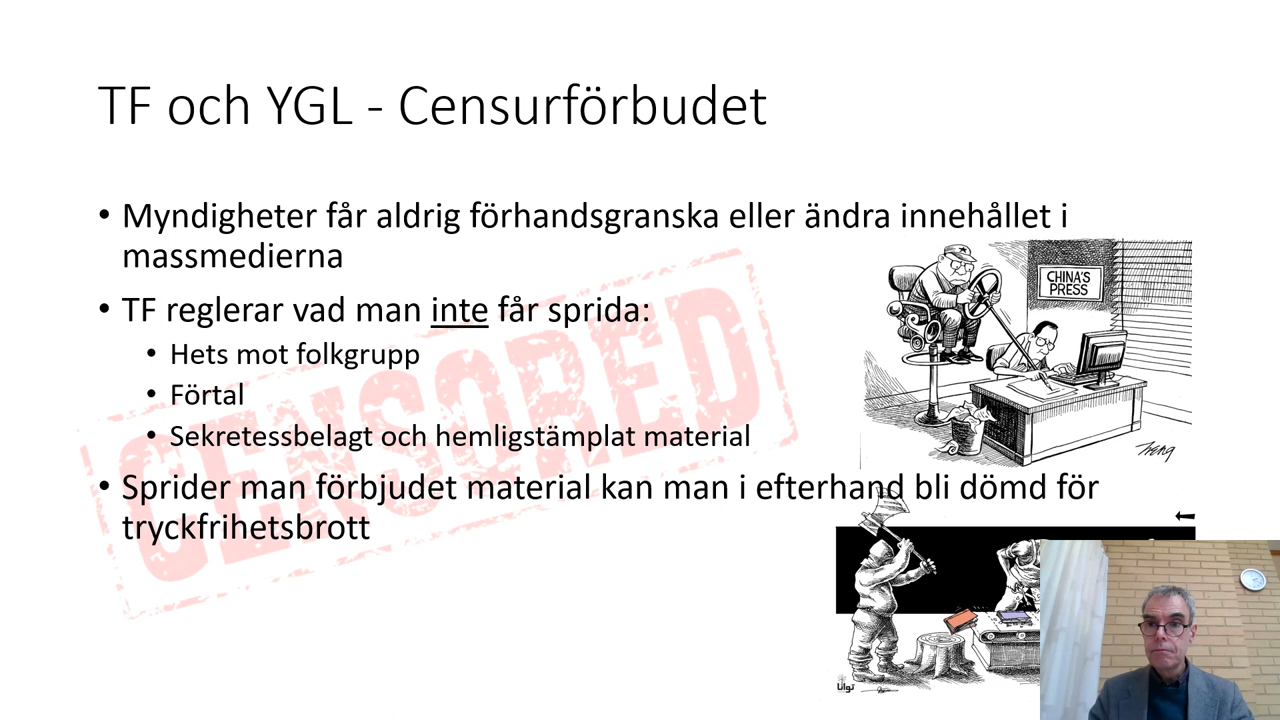 TF och YGL - Censurförbudet
• Myndigheter får aldrig förhandsgranska eller ändra innehållet i
massmedierna
• TF reglerar vad man inte får sprida:
• Hets mot folkgrupp
• Förtal
• Sekretessbelagt och hemligstämplat material
• Sprider man förbjudet material kan man i efterhand bli dömd för
tryckfrihetsbrott
CENSORED
CHINA'S
PRESS
Heng
توانا